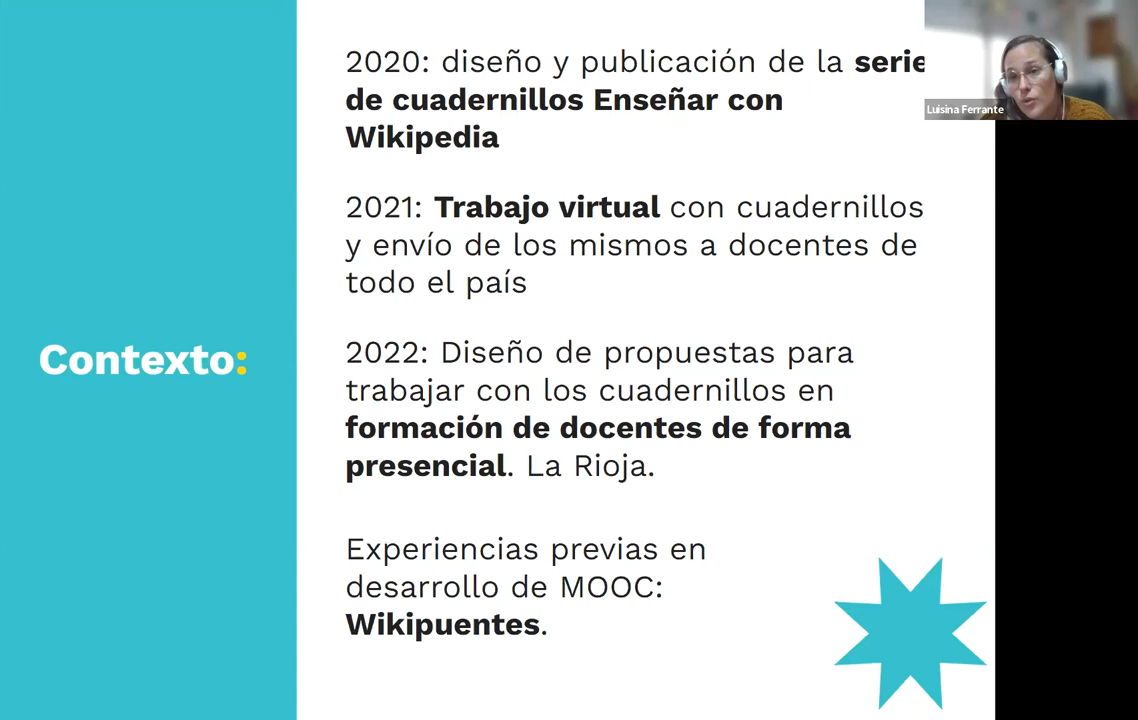 2020: diseño y publicación de la serie
de cuadernillos Enseñar con
Wikipedia
2021: Trabajo virtual con cuadernillos
y envío de los mismos a docentes de
todo el país
Contexto:
2022: Diseño de propuestas para
trabajar con los cuadernillos en
formación de docentes de forma
presencial. La Rioja.
Experiencias previas en
desarrollo de MOOC:
Wikipuentes.
Luisina Ferrante